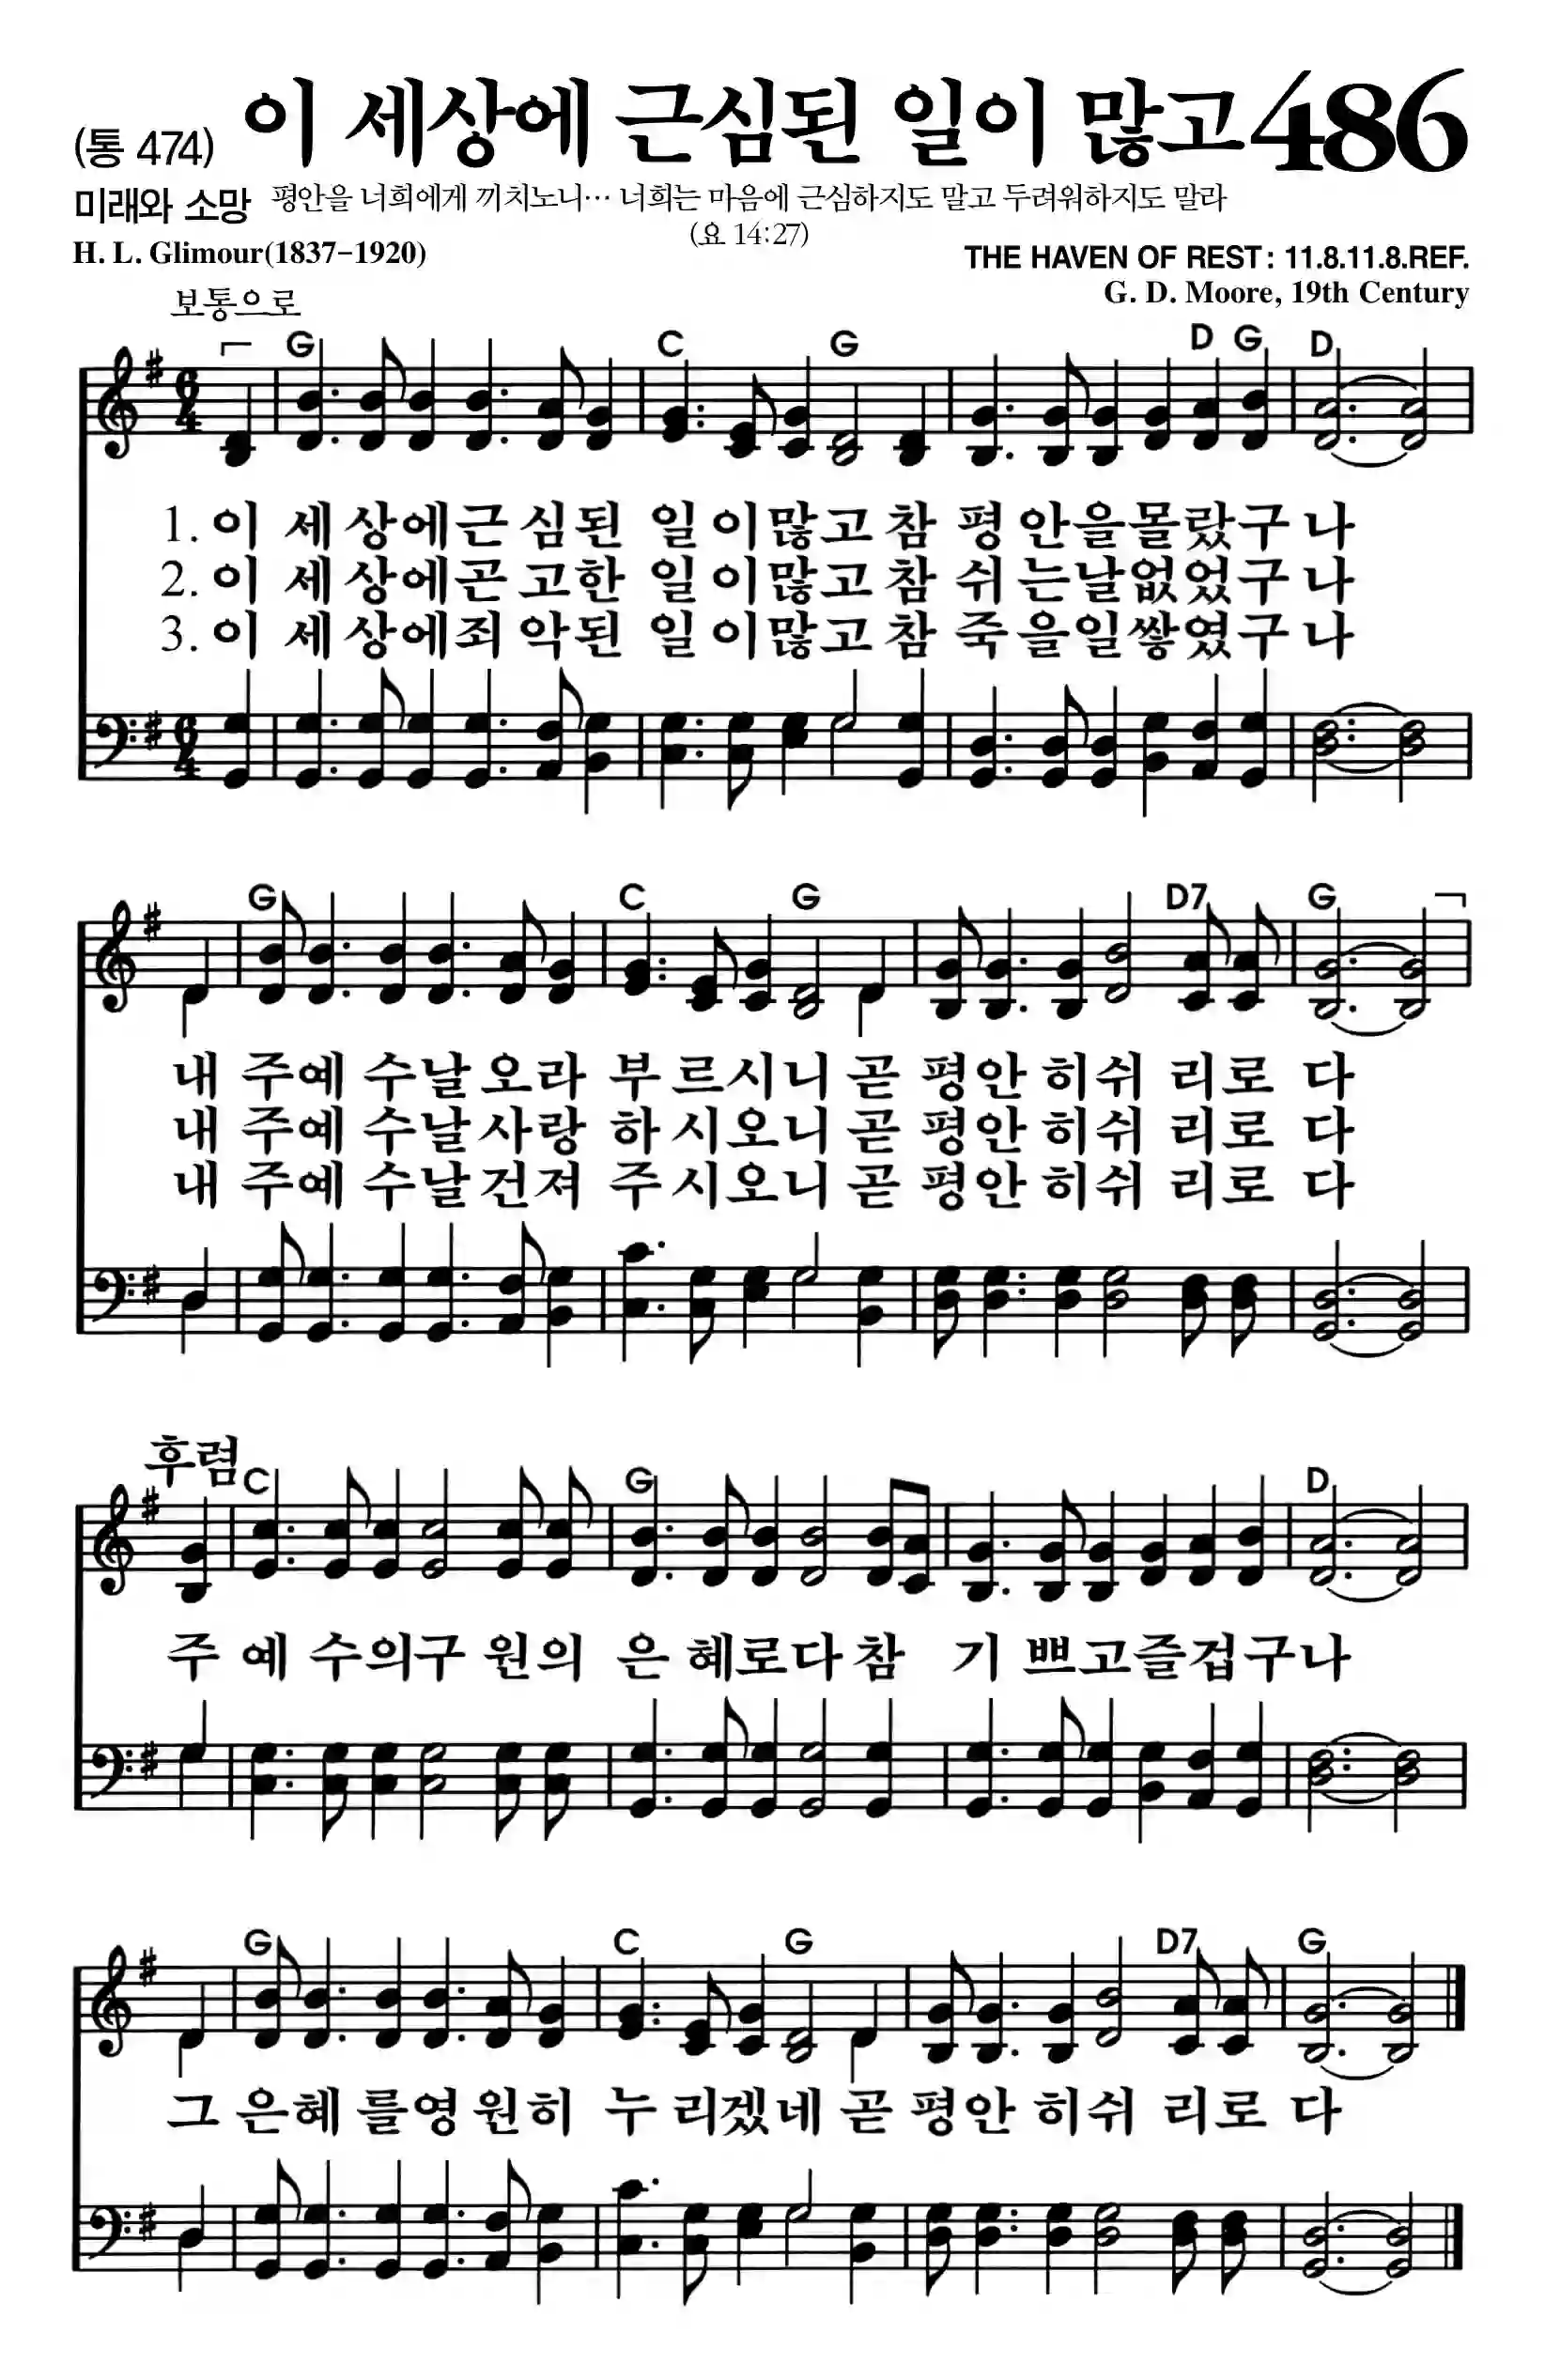 (통 474) 이 세상에 근심된 일이 많고 486
미래와 소망 평안을 너희에게 끼치노니… 너희는 마음에 근심하지도 말고 두려워하지도 말라
(요 14:27)
H. L. Glimour(1837-1920)
THE HAVEN OF REST : 11.8.11.8.REF.
G. D. Moore, 19th Century
보통으로
G C G D G D
1. 이 세 상에근 심된 일 이많고 참 평 안을몰랐구 나
2. 이 세 상에곤 고한 일 이많고 참 쉬 는날없었구 나
3. 이 세 상에죄 악된 일 이많고 참 죽 을일쌓였구 나
G C G D7 G
내 주예 수날오라 부 르시니 곧 평안 히쉬 리로 다
내 주예 수날사랑 하 시오니 곧 평안 히쉬 리로 다
내 주예 수날건져 주 시오니 곧 평안 히쉬 리로 다
후렴
C G D
주 예 수의구 원의 은 혜로다 참 기 쁘고즐겁구나
G C G D7 G
그 은혜 를영 원히 누 리겠네 곧 평안 히쉬 리로 다